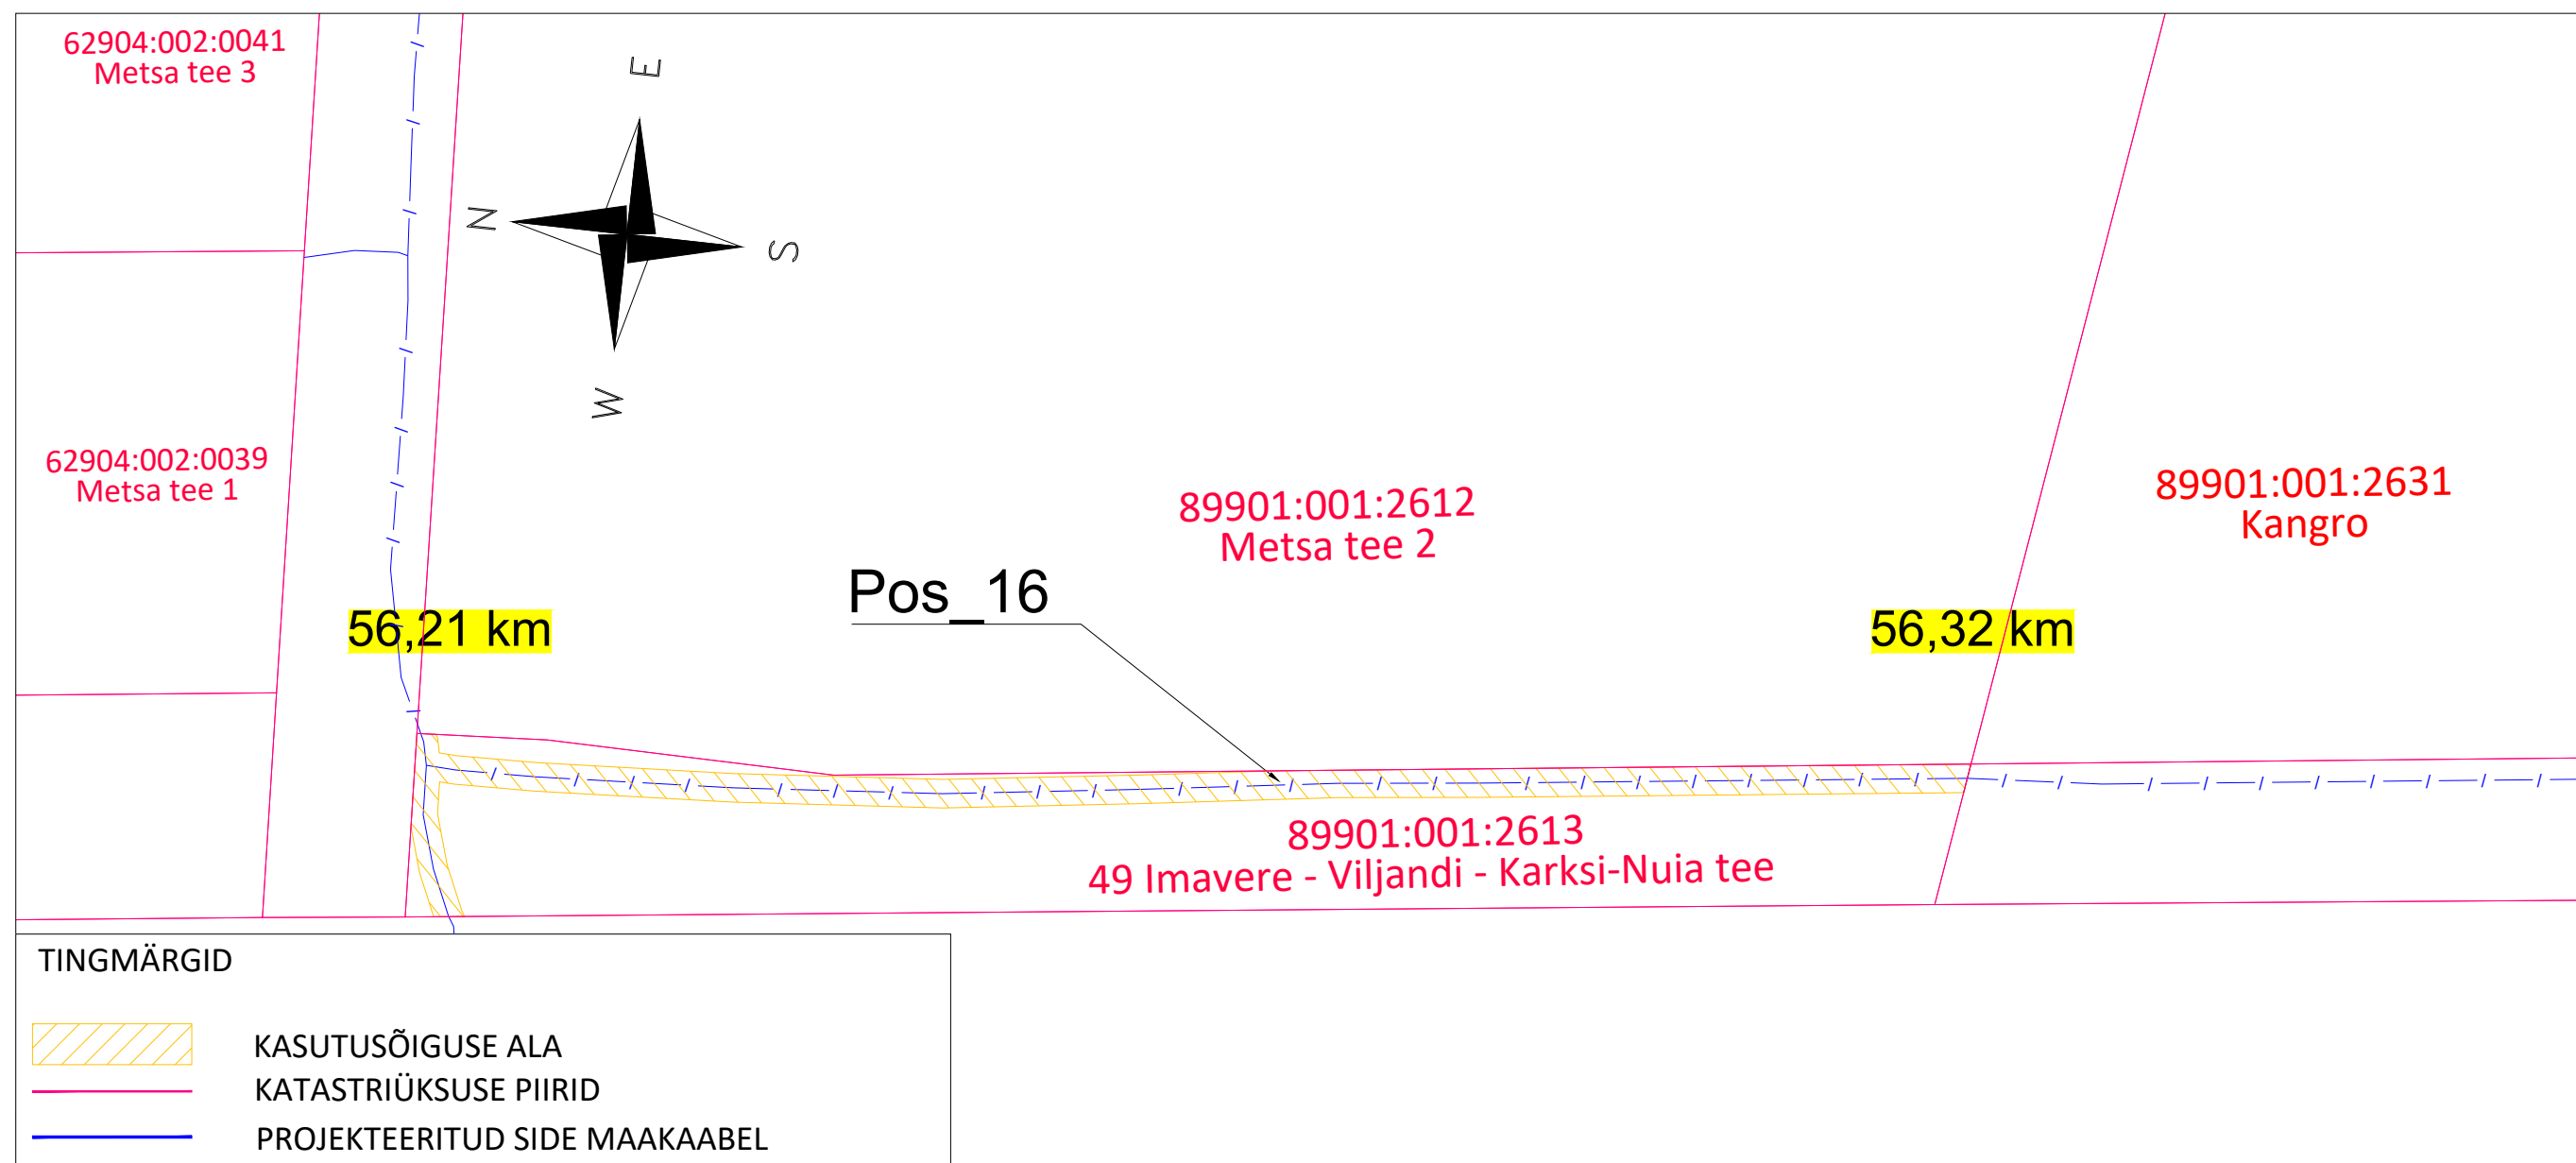 62904:002:0041
Metsa tee 3
E
N
S
W
62904:002:0039
Metsa tee 1
89901:001:2612
Metsa tee 2
89901:001:2631
Kangro
Pos_16
56,21 km
56,32 km
89901:001:2613
49 Imavere - Viljandi - Karksi-Nuia tee
TINGMÄRGID
KASUTUSÕIGUSE ALA
KATASTRIÜKSUSE PIIRID
PROJEKTEERITUD SIDE MAAKAABEL